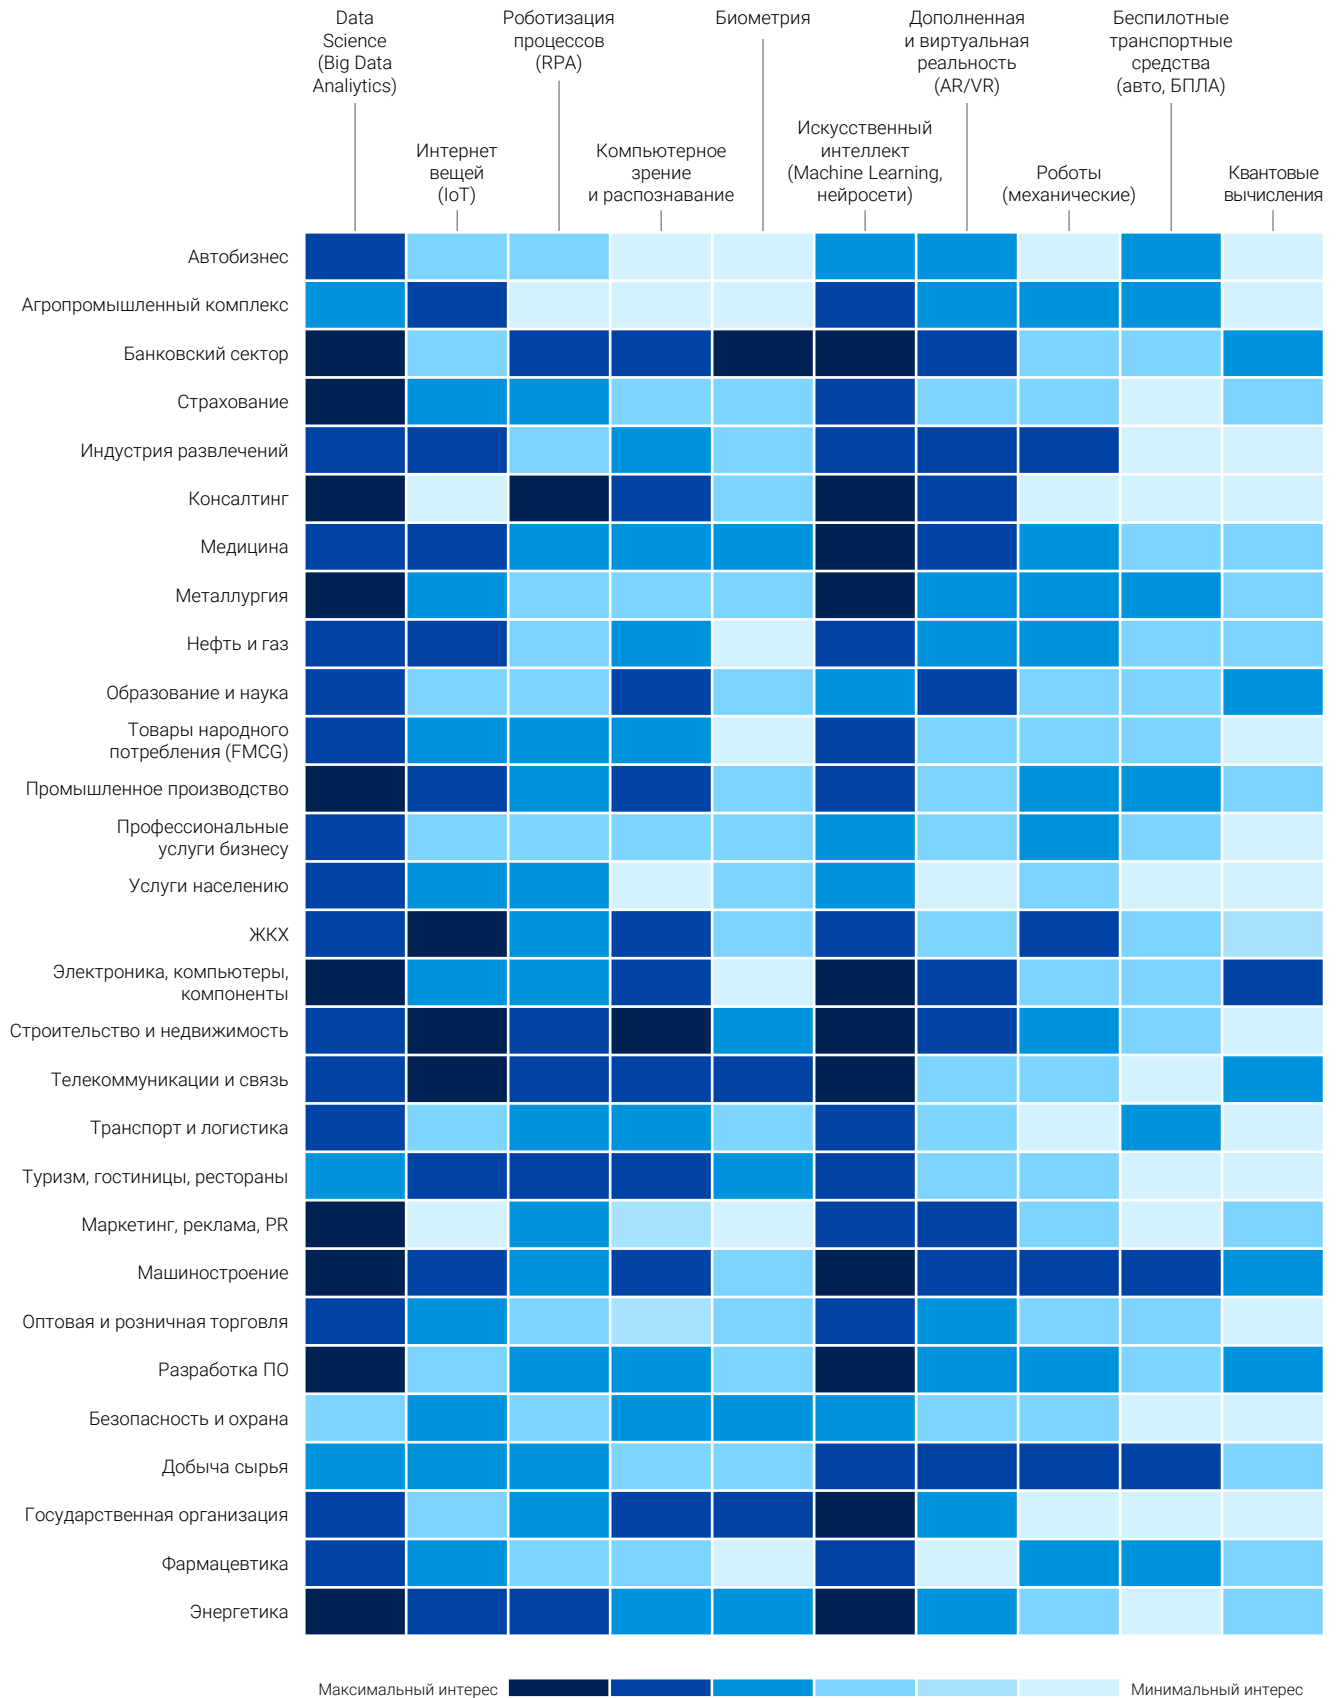 Data
Science
(Big Data
Analiytics)
Роботизация
процессов
(RPA)
Биометрия
Дополненная
и виртуальная
реальность
(AR/VR)
Беспилотные
транспортные
средства
(авто, БПЛА)
Интернет
вещей
(IoT)
Компьютерное
зрение
и распознавание
Искусственный
интеллект
(Machine Learning,
нейросети)
Роботы
(механические)
Квантовые
вычисления
Автобизнес
Агропромышленный комплекс
Банковский сектор
Страхование
Индустрия развлечений
Консалтинг
Медицина
Металлургия
Нефть и газ
Образование и наука
Товары народного
потребления (FMCG)
Промышленное производство
Профессиональные
услуги бизнесу
Услуги населению
ЖКХ
Электроника, компьютеры,
компоненты
Строительство и недвижимость
Телекоммуникации и связь
Транспорт и логистика
Туризм, гостиницы, рестораны
Маркетинг, реклама, PR
Машиностроение
Оптовая и розничная торговля
Разработка ПО
Безопасность и охрана
Добыча сырья
Государственная организация
Фармацевтика
Энергетика
Максимальный интерес
Минимальный интерес